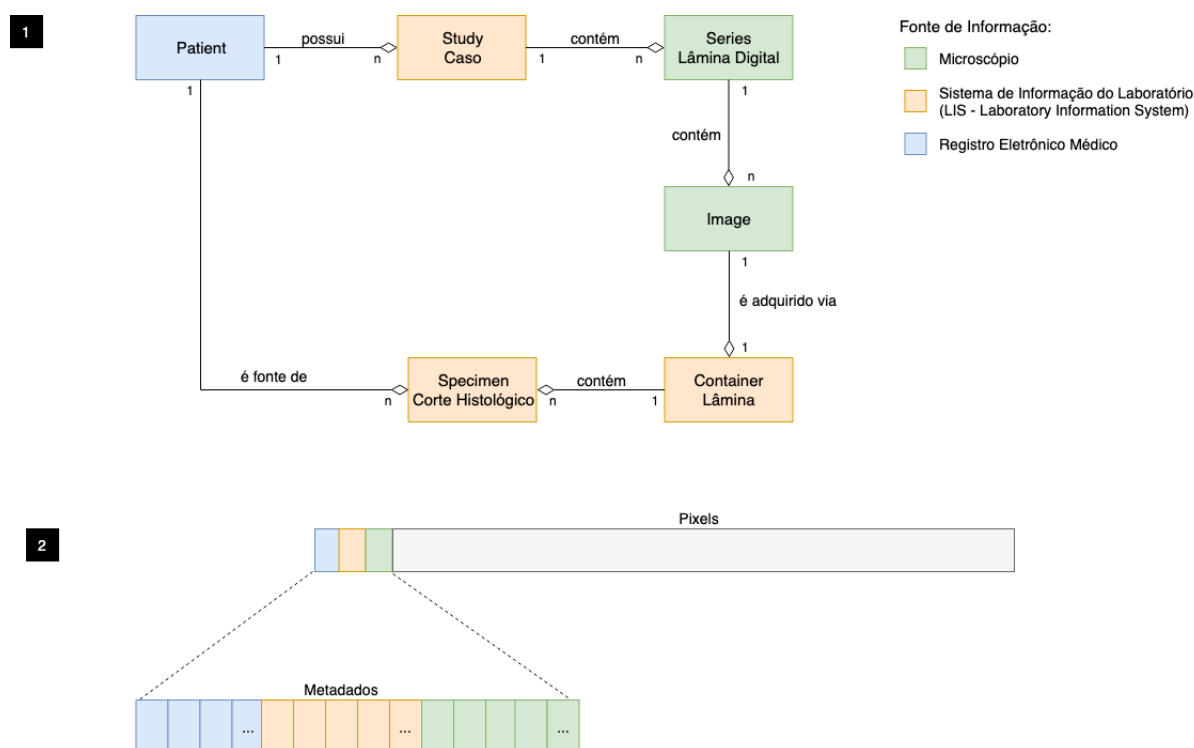 1
Patient
possui
1
n
Study
Caso
contém
1
n
Series
Lâmina Digital
Fonte de Informação:
Microscópio
Sistema de Informação do Laboratório
(LIS - Laboratory Information System)
Registro Eletrônico Médico
1
1
contém
n
Image
1
é adquirido via
1
é fonte de
n
Specimen
Corte Histológico
contém
n
1
Container
Lâmina
2
Pixels
Metadados
...
...
...